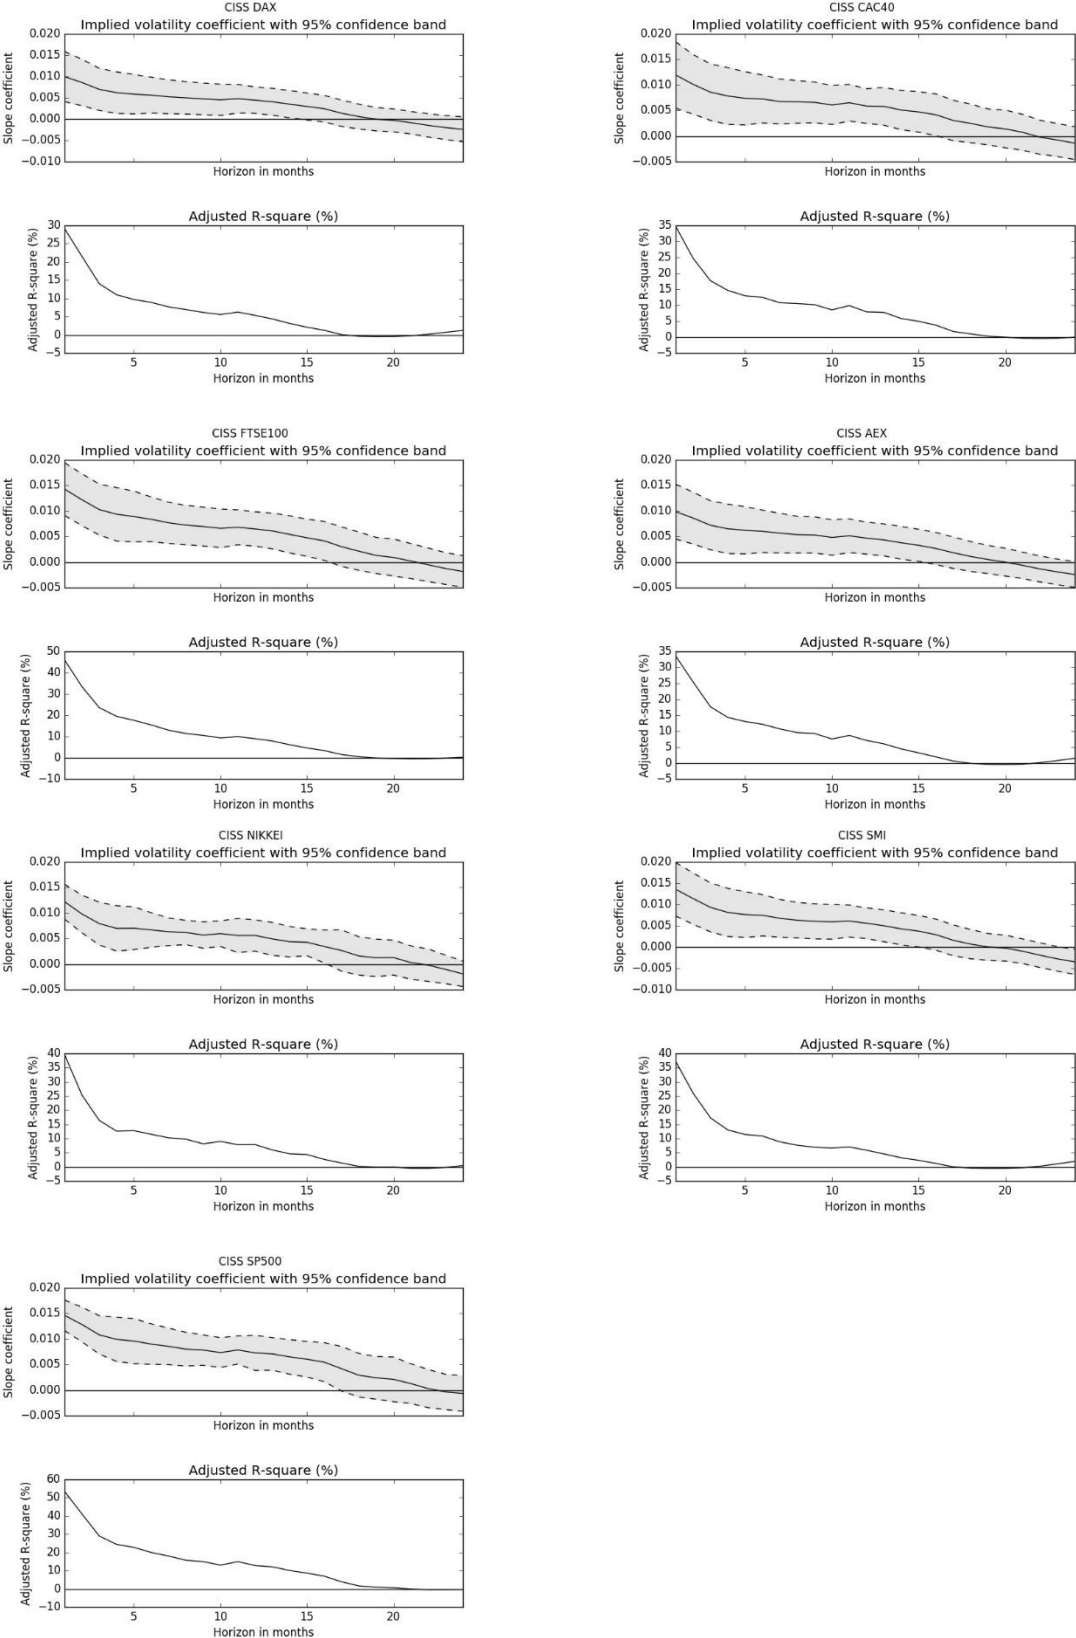 CISS DAX
Implied volatility coefficient with 95% confidence band
0.020
0.015
0.010
0.005
0.000
−0.005
−0.010
Slope coefficient
Horizon in months
Adjusted R-square (%)
30
25
20
15
10
5
0
−5
Adjusted R-square (%)
5 10 15 20
Horizon in months
CISS CAC40
Implied volatility coefficient with 95% confidence band
0.020
0.015
0.010
0.005
0.000
−0.005
Slope coefficient
Horizon in months
Adjusted R-square (%)
35
30
25
20
15
10
5
0
−5
Adjusted R-square (%)
5 10 15 20
Horizon in months
CISS FTSE100
Implied volatility coefficient with 95% confidence band
0.020
0.015
0.010
0.005
0.000
−0.005
Slope coefficient
Horizon in months
Adjusted R-square (%)
50
40
30
20
10
0
−10
Adjusted R-square (%)
5 10 15 20
Horizon in months
CISS AEX
Implied volatility coefficient with 95% confidence band
0.020
0.015
0.010
0.005
0.000
−0.005
Slope coefficient
Horizon in months
Adjusted R-square (%)
35
30
25
20
15
10
5
0
−5
Adjusted R-square (%)
5 10 15 20
Horizon in months
CISS NIKKEI
Implied volatility coefficient with 95% confidence band
0.020
0.015
0.010
0.005
0.000
−0.005
Slope coefficient
Horizon in months
Adjusted R-square (%)
40
35
30
25
20
15
10
5
0
−5
Adjusted R-square (%)
5 10 15 20
Horizon in months
CISS SMI
Implied volatility coefficient with 95% confidence band
0.020
0.015
0.010
0.005
0.000
−0.005
−0.010
Slope coefficient
Horizon in months
Adjusted R-square (%)
40
35
30
25
20
15
10
5
0
−5
Adjusted R-square (%)
5 10 15 20
Horizon in months
CISS SP500
Implied volatility coefficient with 95% confidence band
0.020
0.015
0.010
0.005
0.000
−0.005
Slope coefficient
Horizon in months
Adjusted R-square (%)
60
50
40
30
20
10
0
−10
Adjusted R-square (%)
5 10 15 20
Horizon in months